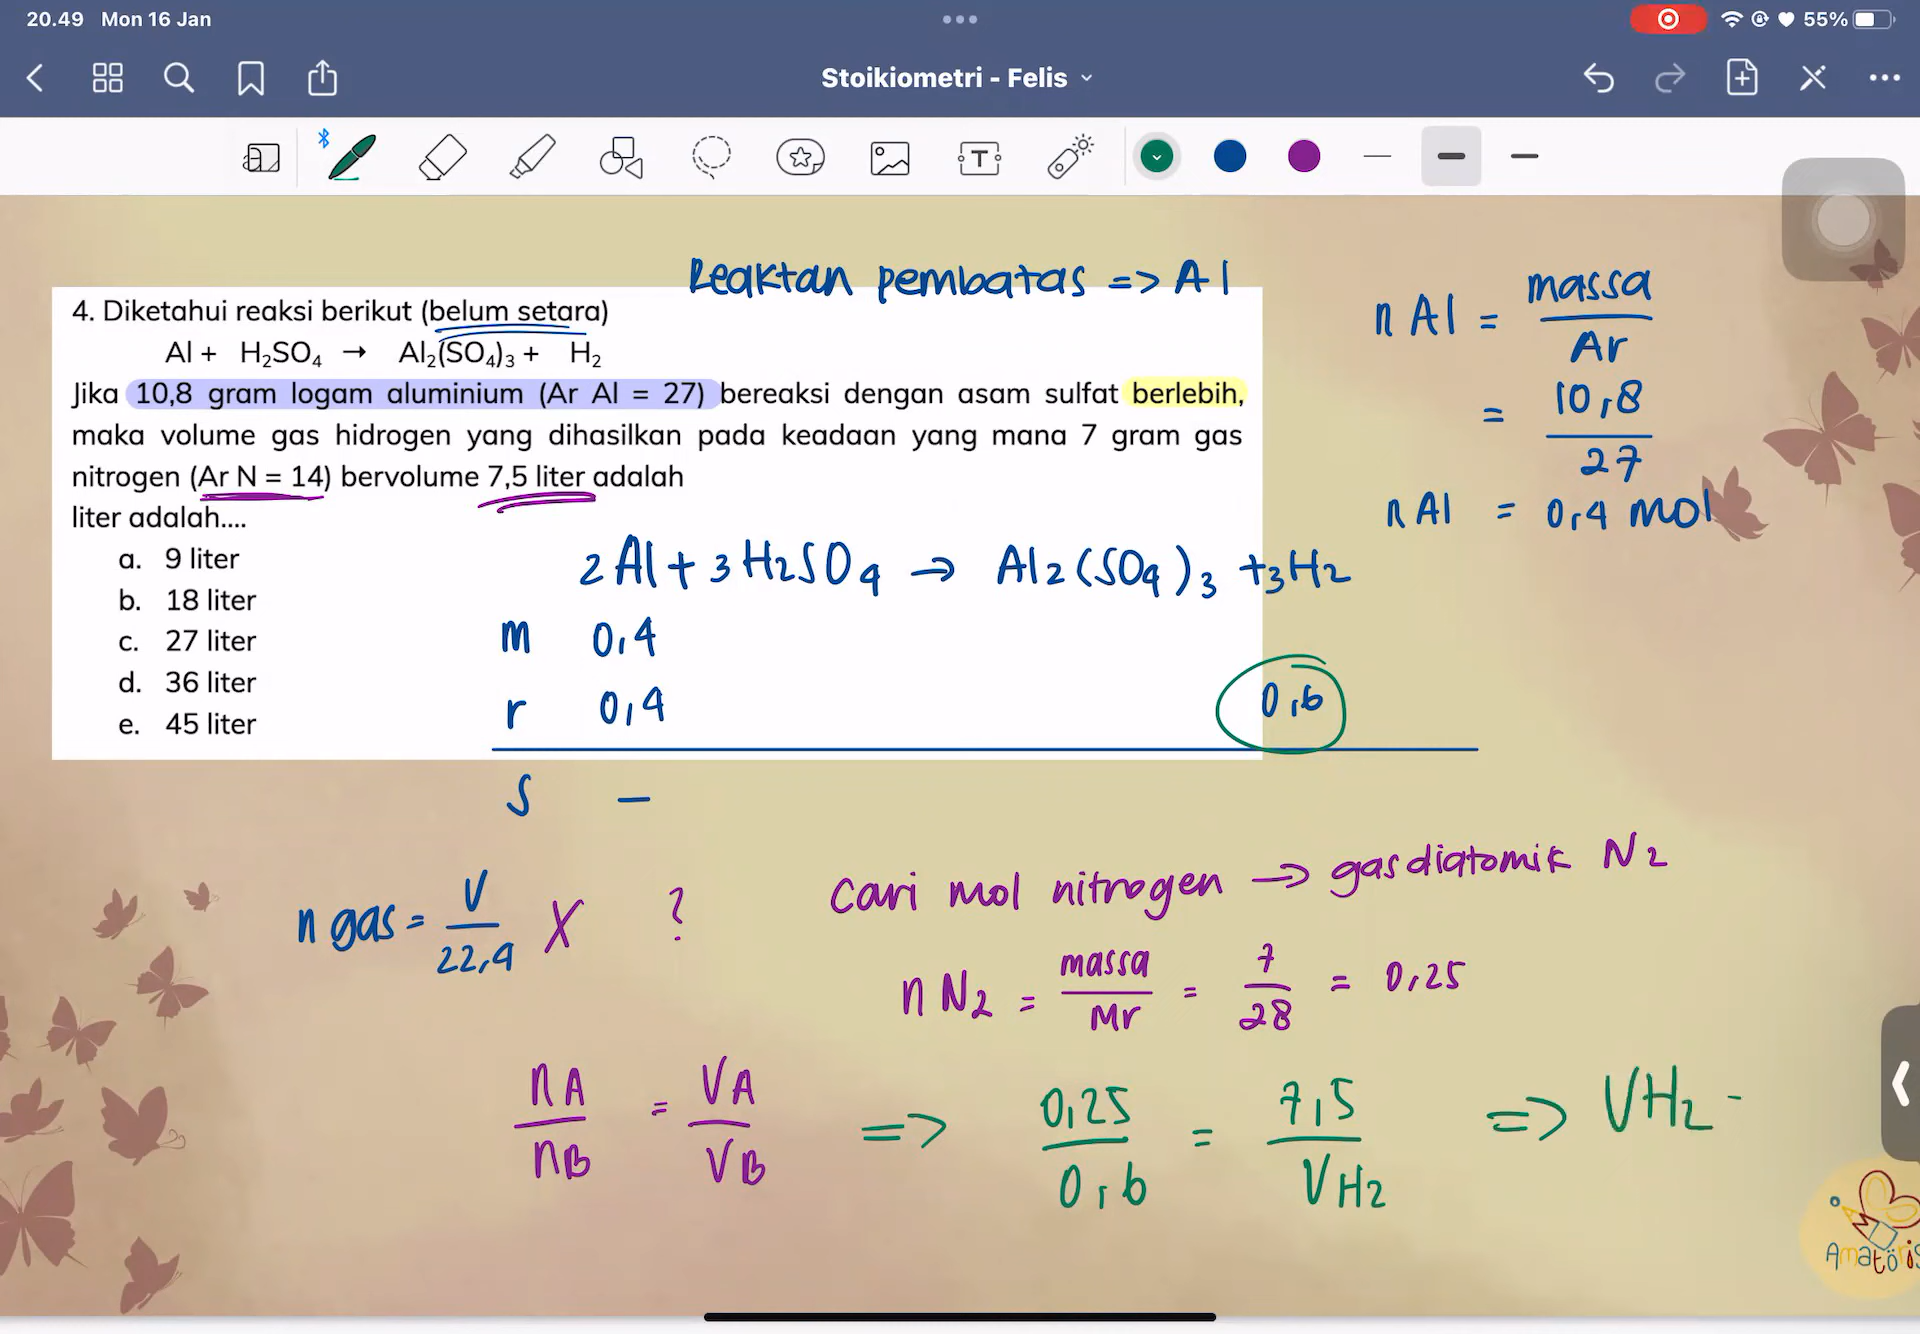 20.49 Mon 16 Jan
55%
Stoikiometri - Felis
Reaktan pembatas => Al
4. Diketahui reaksi berikut (belum setara)
Al + H₂SO₄ → Al₂(SO₄)₃ + H₂
Jika 10,8 gram logam aluminium (Ar Al = 27) bereaksi dengan asam sulfat berlebih,
maka volume gas hidrogen yang dihasilkan pada keadaan yang mana 7 gram gas
nitrogen (Ar N = 14) bervolume 7,5 liter adalah
liter adalah....
a. 9 liter
b. 18 liter
c. 27 liter
d. 36 liter
e. 45 liter
n Al = massa / Ar
= 10,8 / 27
n Al = 0,4 mol
2Al + 3H₂SO₄ → Al₂(SO₄)₃ + 3H₂
m 0,4
r 0,4 0,6
s –
n gas = V / 22,4 X ?
Cari mol nitrogen → gas diatomik N₂
n N₂ = massa / Mr = 7 / 28 = 0,25
nA / nB = VA / VB => 0,25 / 0,6 = 7,5 / VH₂ => VH₂ -
Amatöris